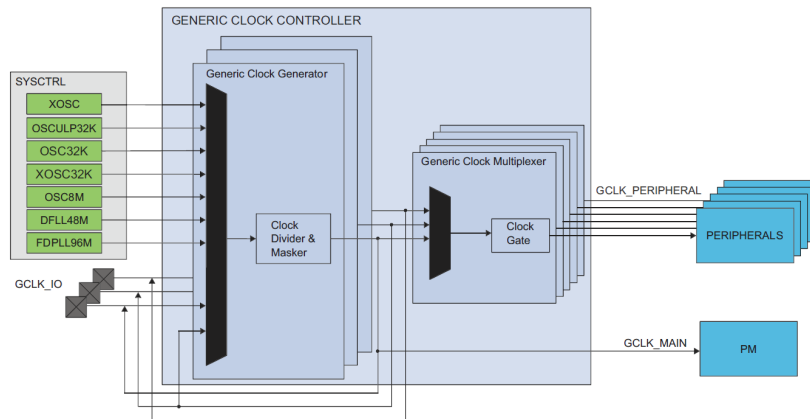 GENERIC CLOCK CONTROLLER
Generic Clock Generator
SYSCTRL
XOSC
OSCULP32K
OSC32K
XOSC32K
OSC8M
DFLL48M
FDPLL96M
GCLK_IO
Clock
Divider &
Masker
Generic Clock Multiplexer
Clock
Gate
GCLK_PERIPHERAL
PERIPHERALS
GCLK_MAIN
PM